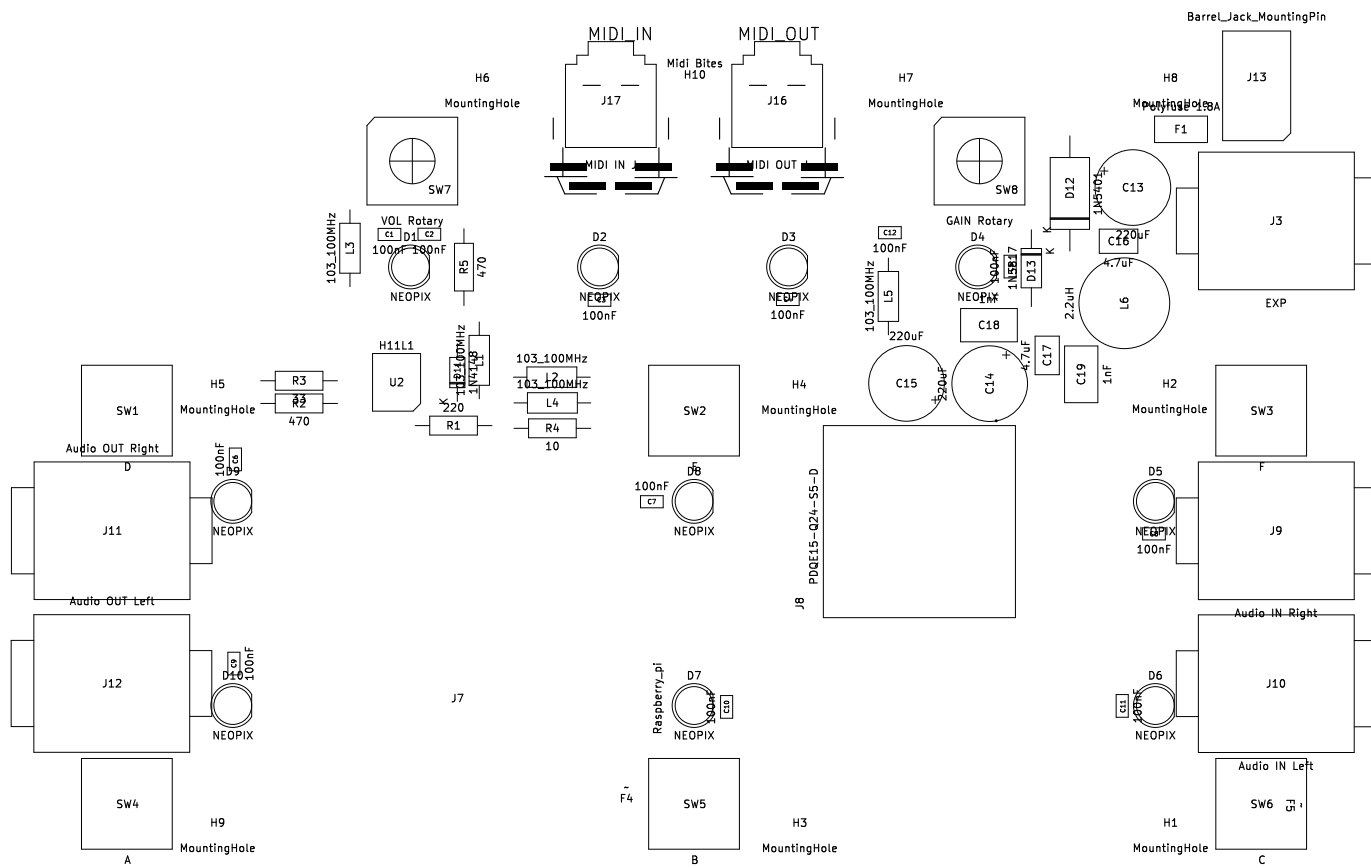 Barrel_Jack_MountingPin
MIDI_IN
MIDI_OUT
Midi Bites
H6
H10
H7
H8
J13
MountingHole
J17
J16
MountingHole
MountingHole
Polyfuse 1.8A
F1
SW7
MIDI IN J
MIDI OUT J
SW8
D12
1N5401
C13
J3
VOL Rotary
GAIN Rotary
K
220uF
103_100MHz
L3
C1
C2
100nF
100nF
D1
R5
470
D2
D3
C12
100nF
D4
100nF
1N5817
D13
K
C16
4.7uF
NEOPIX
NEOPIX
C3
100nF
NEOPIX
100nF
103_100MHz
L5
NEOPIX
1nF
2.2uH
L6
EXP
H11L1
U2
103_100MHz
1N4148
L1
K
103_100MHz
L2
103_100MHz
L4
R4
10
220
R1
220uF
C15
220uF
C18
C14
4.7uF
C17
C19
1nF
SW1
H5
MountingHole
R3
33
R2
470
SW2
H4
MountingHole
H2
MountingHole
SW3
Audio OUT Right
D
E
F
100nF
C6
D9
J11
NEOPIX
100nF
C7
D8
NEOPIX
PDQE15-Q24-S5-D
J8
D5
NEOPIX
100nF
J9
Audio OUT Left
Audio IN Right
J12
C9
100nF
D10
NEOPIX
J7
Raspberry_pi
D7
100nF
C10
NEOPIX
C11
100nF
D6
NEOPIX
J10
Audio IN Left
SW4
H9
MountingHole
~
F4
SW5
H3
MountingHole
H1
MountingHole
SW6
F5
~
A
B
C